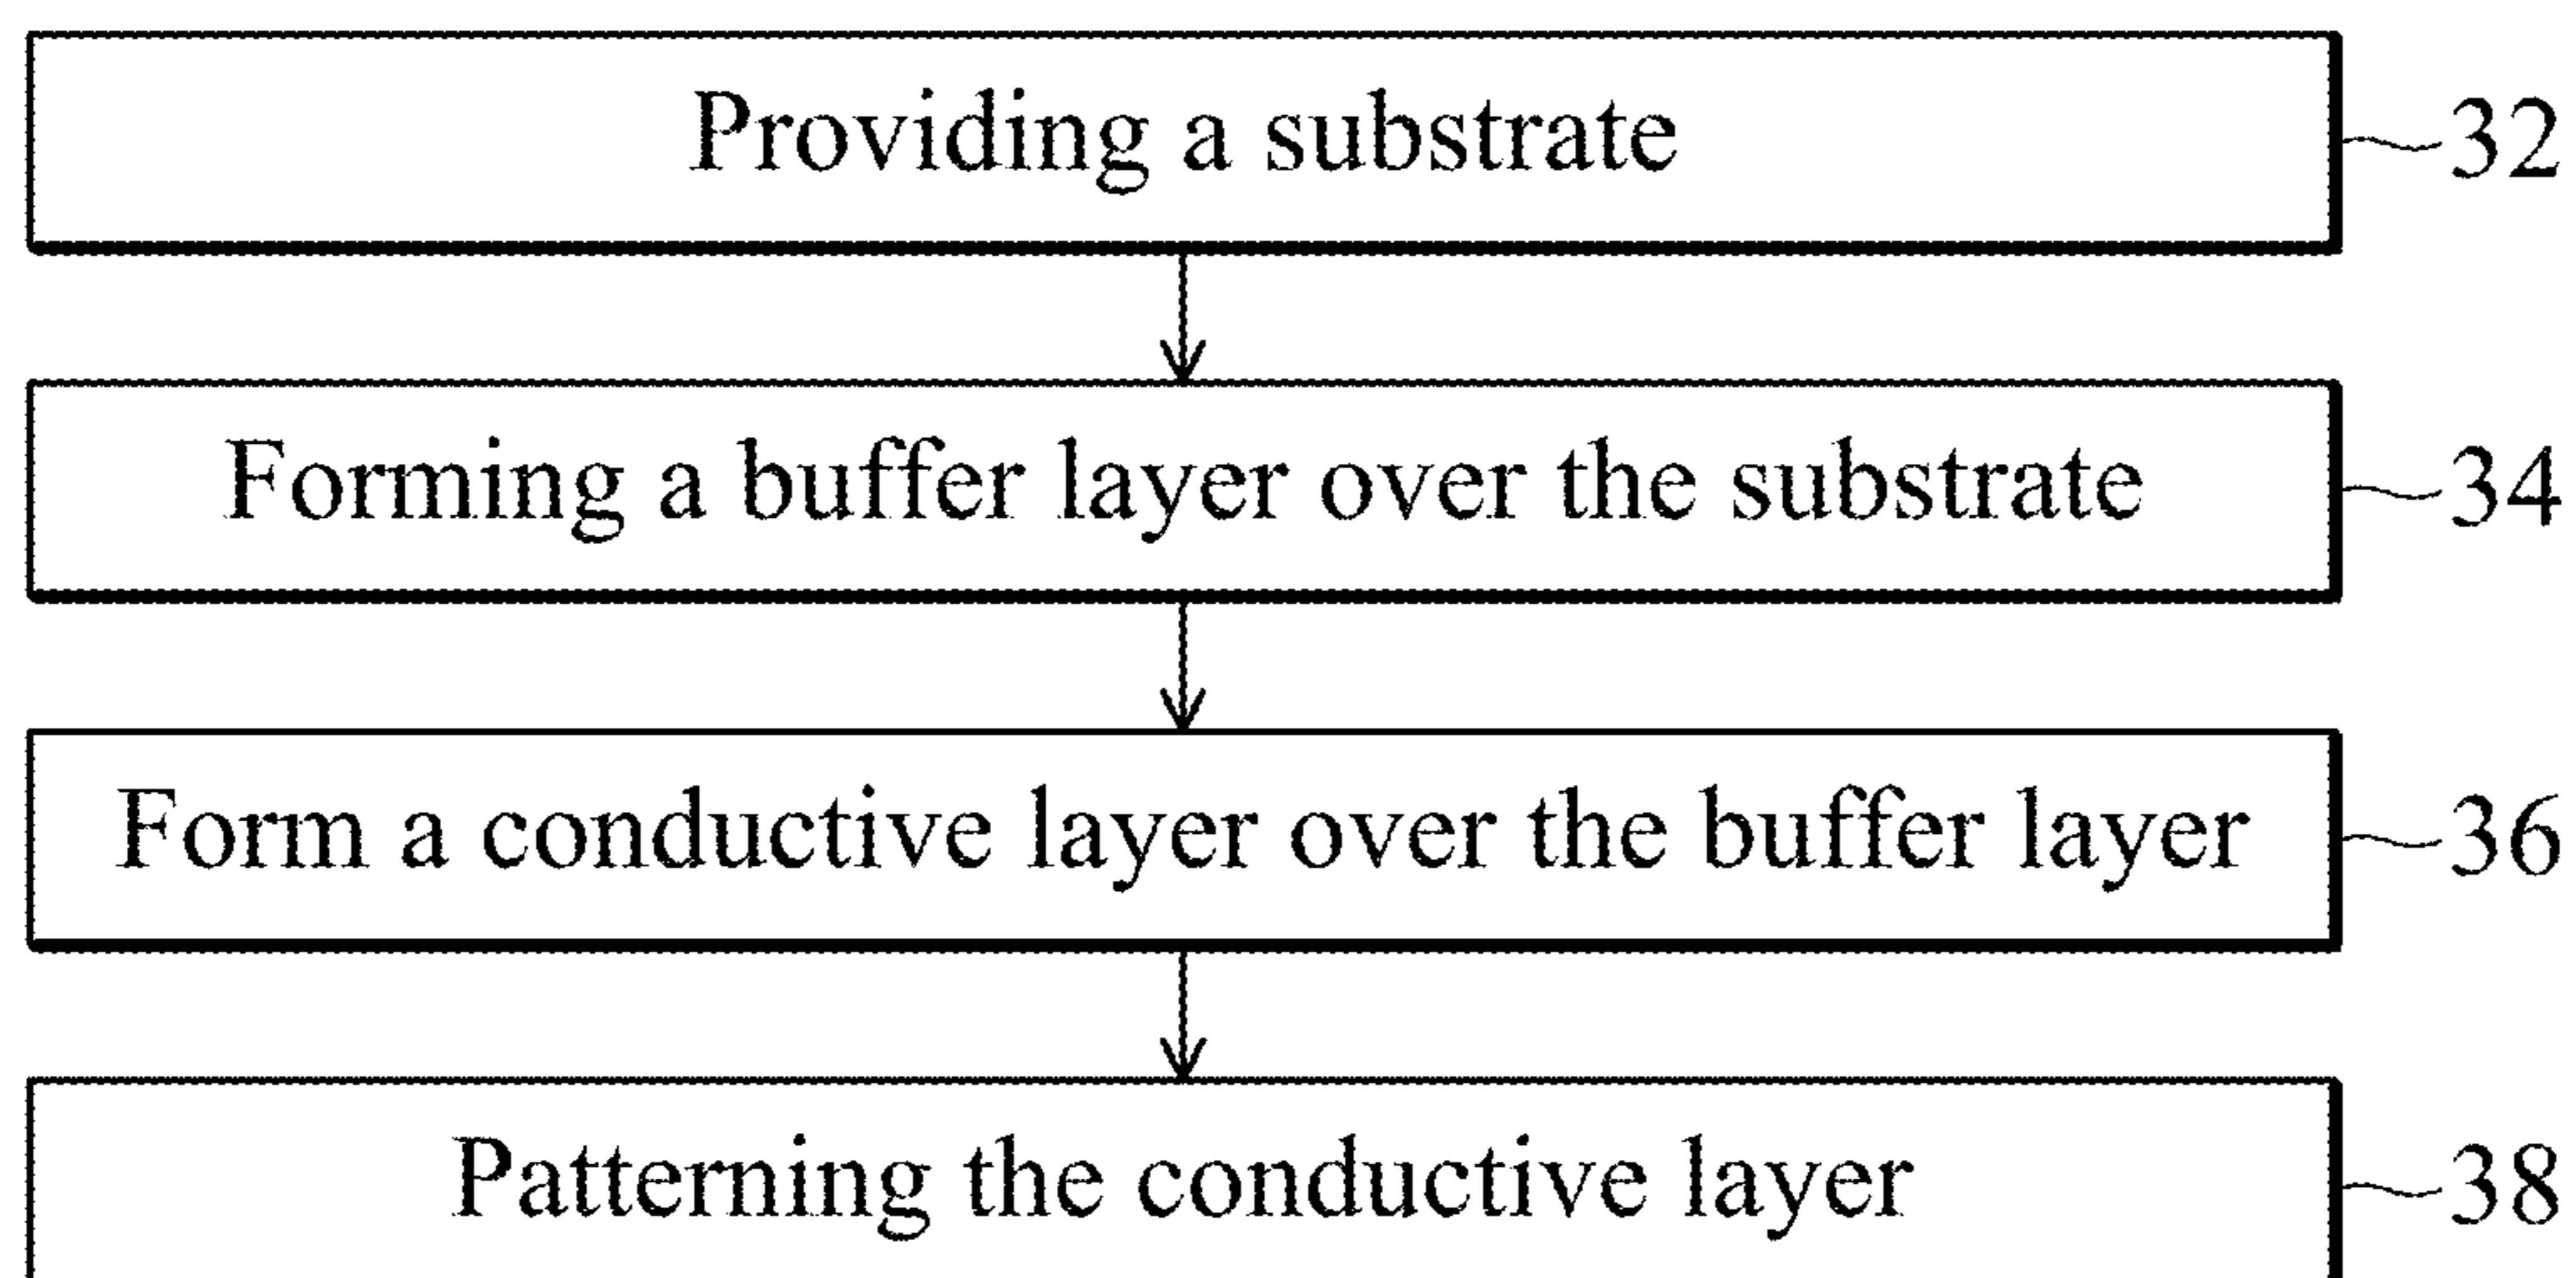 Providing a substrate 32
Forming a buffer layer over the substrate 34
Form a conductive layer over the buffer layer 36
Patterning the conductive layer 38